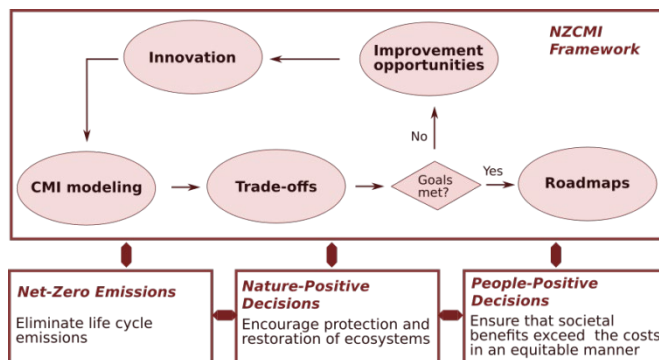 NZCMI
Framework
Innovation
Improvement
opportunities
No
CMI modeling
Trade-offs
Goals
met?
Yes
Roadmaps
Net-Zero Emissions
Eliminate life cycle
emissions
Nature-Positive
Decisions
Encourage protection and
restoration of ecosystems
People-Positive
Decisions
Ensure that societal
benefits exceed the costs
in an equitable manner